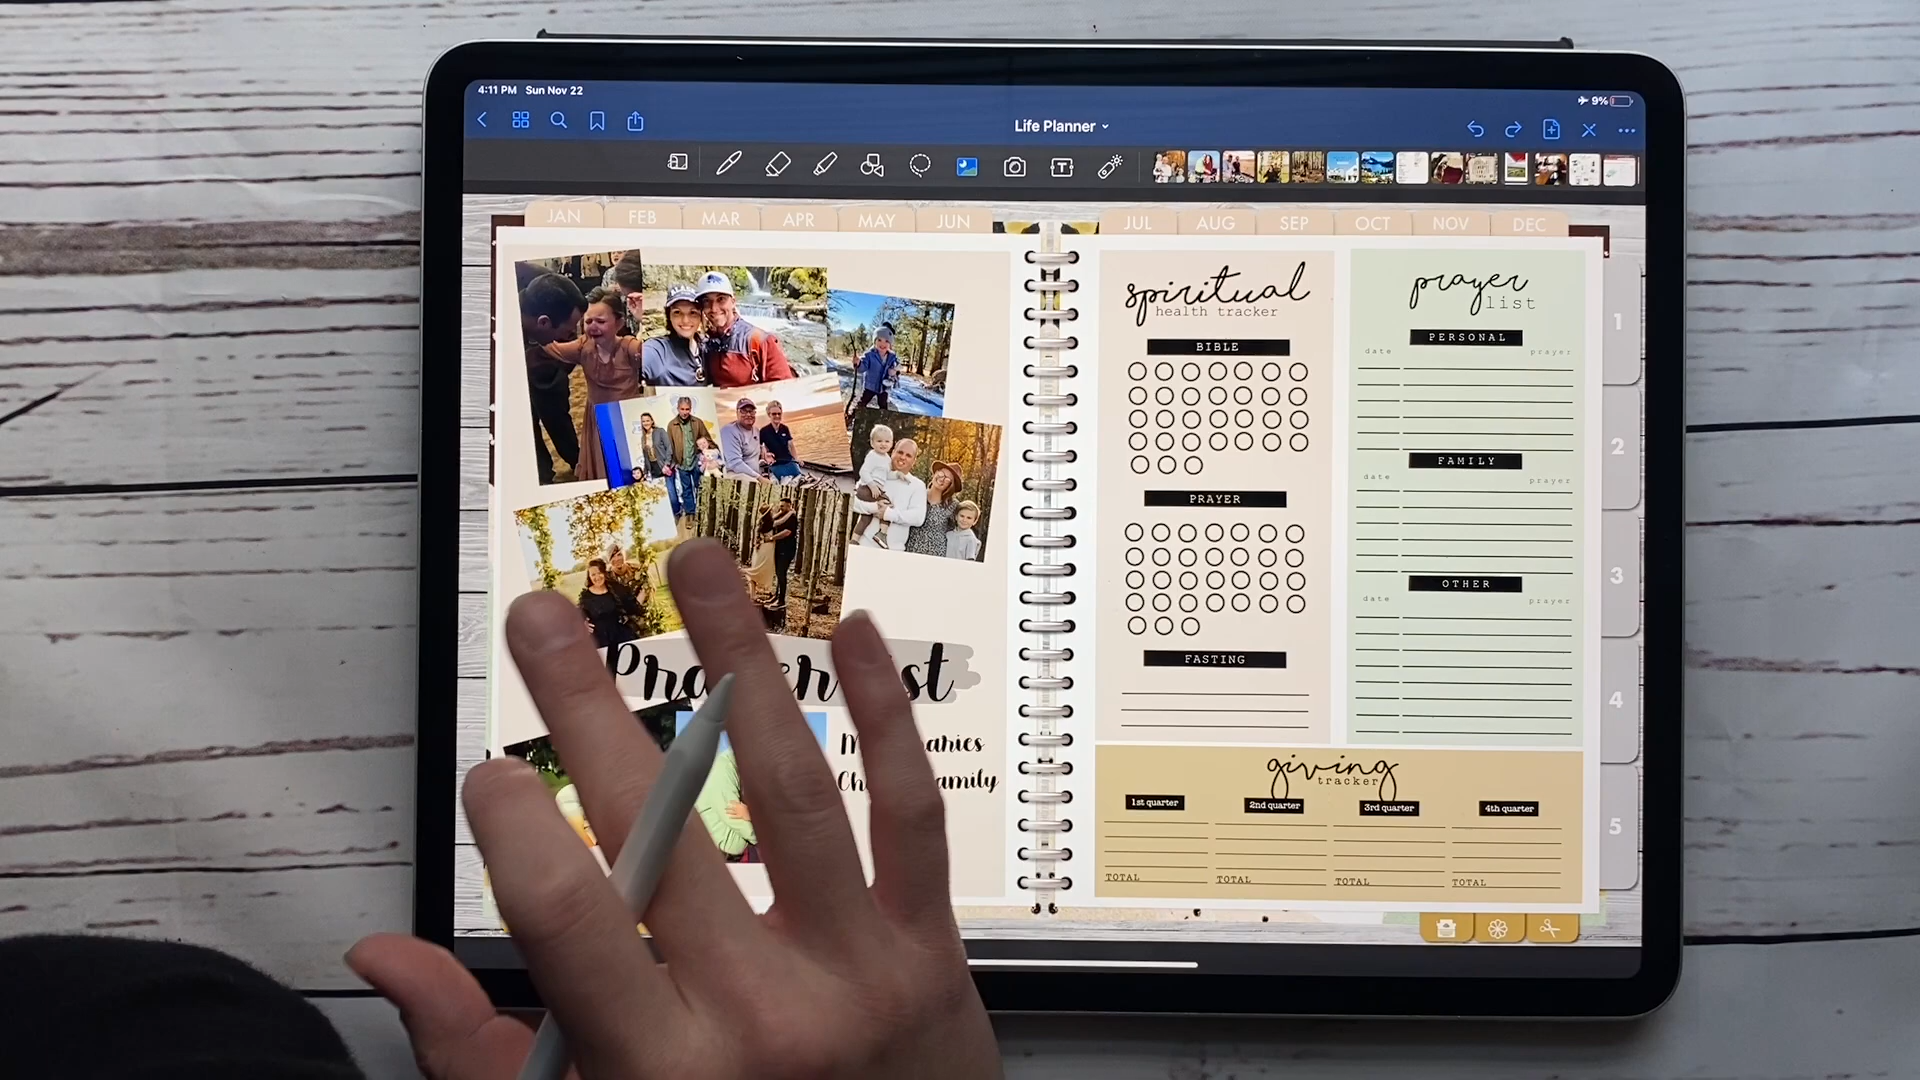 4:11 PM Sun Nov 22
9%
Life Planner
JAN FEB MAR APR MAY JUN JUL AUG SEP OCT NOV DEC
spiritual
health tracker
BIBLE
PRAYER
FASTING
prayer
list
PERSONAL
date prayer
FAMILY
date prayer
OTHER
date prayer
giving
tracker
1st quarter 2nd quarter 3rd quarter 4th quarter
TOTAL TOTAL TOTAL TOTAL
1
2
3
4
5